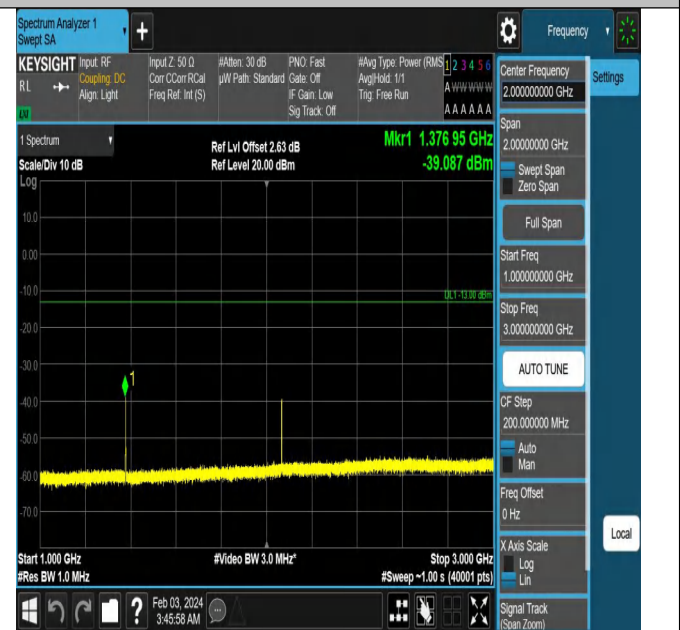 Spectrum Analyzer 1
Swept SA
+
Frequency
KEYSIGHT
RL
LXI
Input: RF
Coupling: DC
Align: Light
Input Z: 50 Ω
Corr CCorr RCal
Freq Ref: Int (S)
#Atten: 30 dB
µW Path: Standard
PNO: Fast
Gate: Off
IF Gain: Low
Sig Track: Off
#Avg Type: Power (RMS
Avg|Hold: 1/1
Trig: Free Run
1 2 3 4 5 6
A W W W W W
A A A A A A
1 Spectrum
Scale/Div 10 dB
Ref Lvl Offset 2.63 dB
Ref Level 20.00 dBm
Mkr1 1.376 95 GHz
-39.087 dBm
Log
10.0
0.00
-10.0
DL1 -13.00 dBm
-20.0
-30.0
1
-40.0
-50.0
-60.0
-70.0
Start 1.000 GHz
#Res BW 1.0 MHz
#Video BW 3.0 MHz*
Stop 3.000 GHz
#Sweep ~1.00 s (40001 pts)
Center Frequency
2.000000000 GHz
Settings
Span
2.00000000 GHz
Swept Span
Zero Span
Full Span
Start Freq
1.000000000 GHz
Stop Freq
3.000000000 GHz
AUTO TUNE
CF Step
200.000000 MHz
Auto
Man
Freq Offset
0 Hz
X Axis Scale
Log
Lin
Local
Signal Track
(Span Zoom)
?
Feb 03, 2024
3:45:58 AM